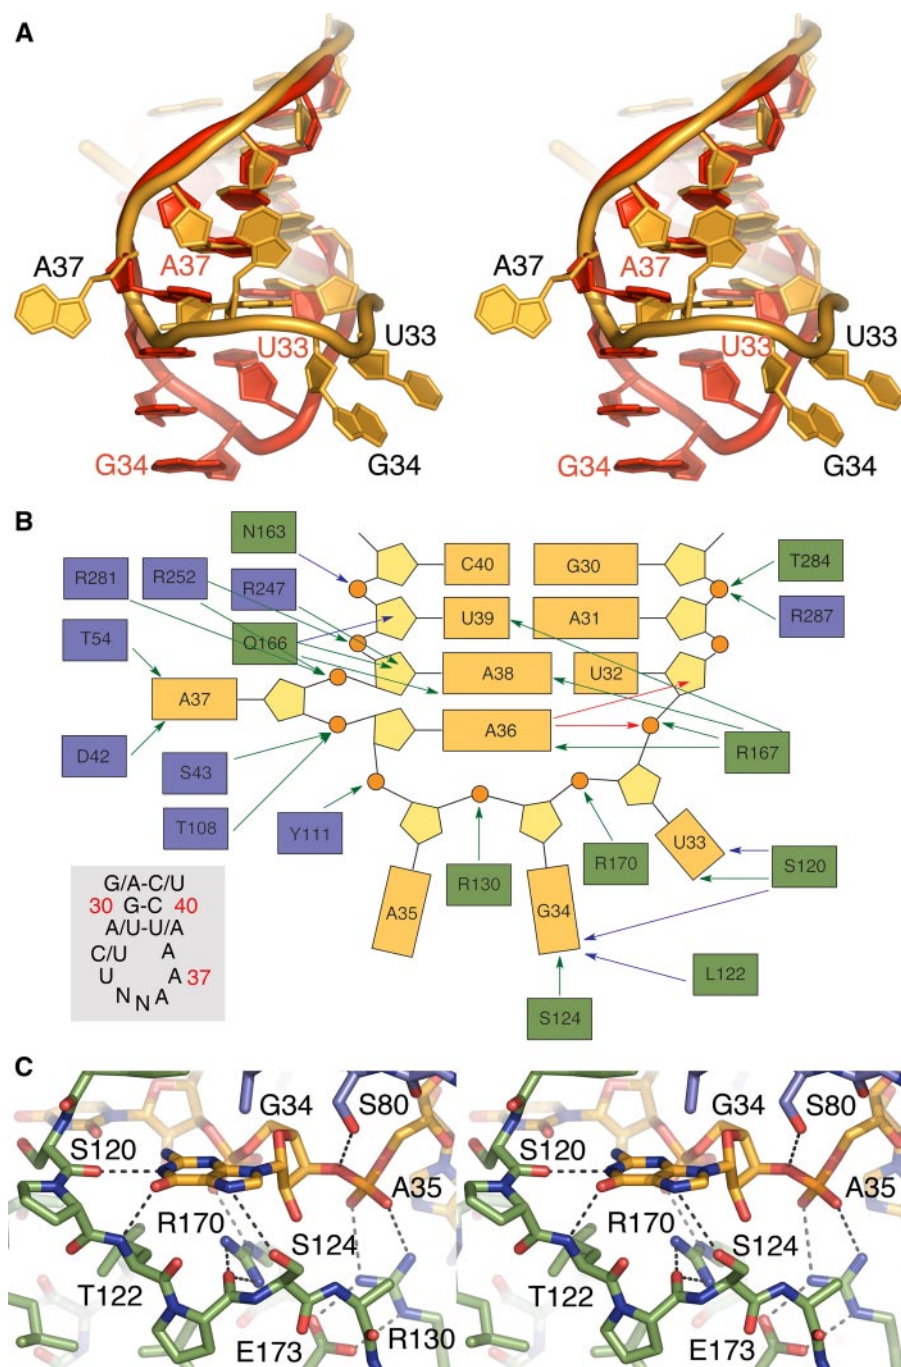 A
A37
A37
U33
U33
G34
G34
A37
A37
U33
U33
G34
G34
B
N163
C40
G30
T284
R281
R252
R247
R287
T54
Q166
U39
A31
A38
U32
A37
A36
R167
D42
S43
T108
Y111
U33
S120
R170
R130
A35
G34
L122
S124
G/A-C/U
30 G-C 40
A/U-U/A
C/U A
U A 37
N N A
C
G34
S80
S120
A35
R170
S124
T122
E173
R130
G34
S80
S120
A35
R170
S124
T122
E173
R130